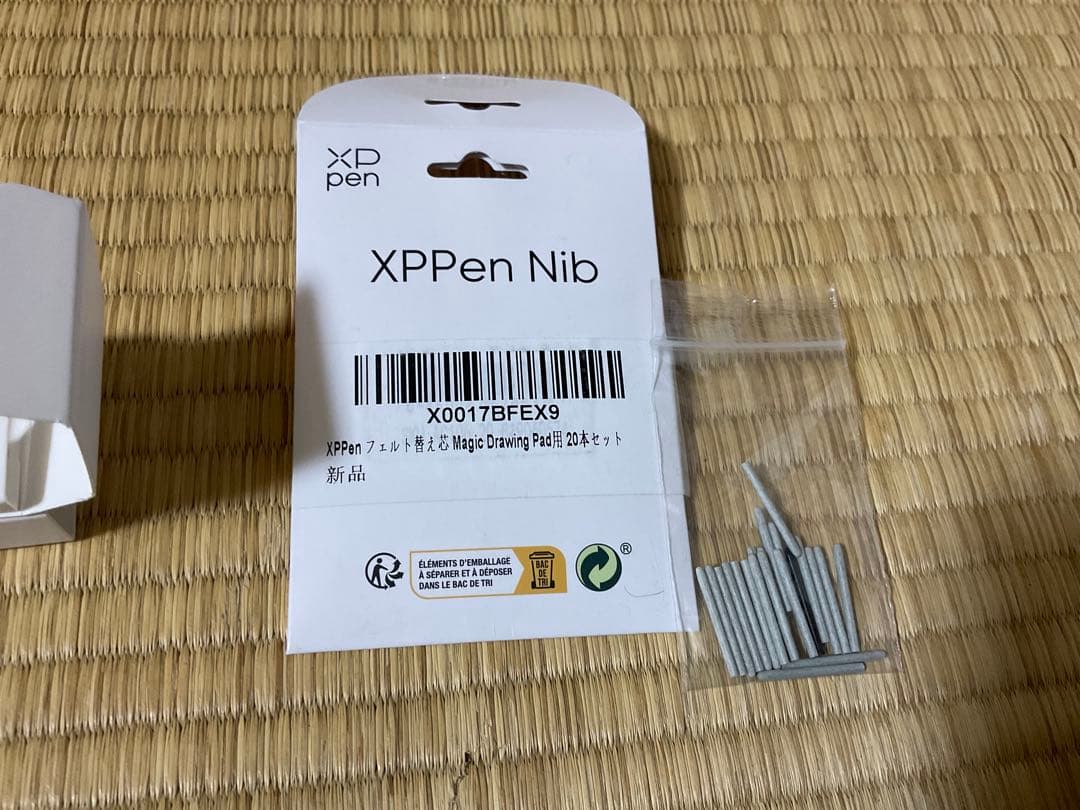 XP
pen
XPPen Nib
X0017BFEX9
XPPen フェルト替え芯 Magic Drawing Pad用 20本セット
新品
ÉLÉMENTS D'EMBALLAGE
À SÉPARER ET À DÉPOSER
DANS LE BAC DE TRI
BAC
DE
TRI
®